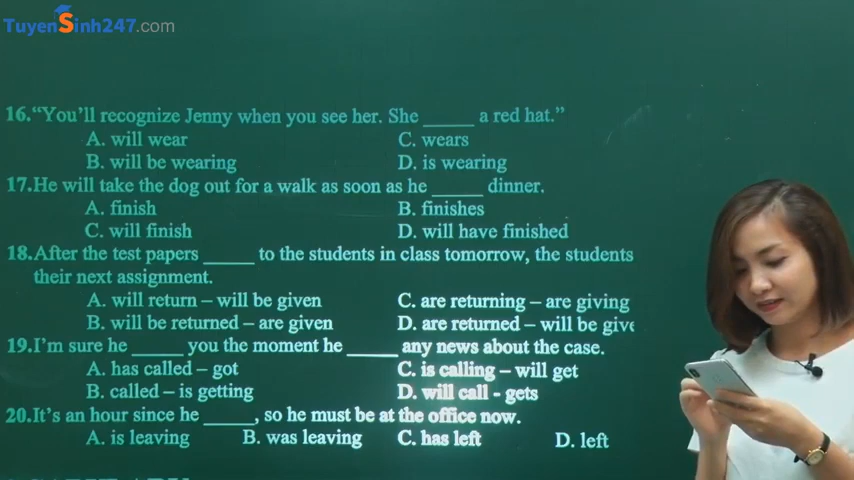 TuyenSinh247.com
16.“You’ll recognize Jenny when you see her. She _____ a red hat.”
A. will wear C. wears
B. will be wearing D. is wearing
17.He will take the dog out for a walk as soon as he _____ dinner.
A. finish B. finishes
C. will finish D. will have finished
18.After the test papers _____ to the students in class tomorrow, the students
their next assignment.
A. will return – will be given C. are returning – are giving
B. will be returned – are given D. are returned – will be give
19.I’m sure he _____ you the moment he _____ any news about the case.
A. has called – got C. is calling – will get
B. called – is getting D. will call - gets
20.It’s an hour since he _____, so he must be at the office now.
A. is leaving B. was leaving C. has left D. left